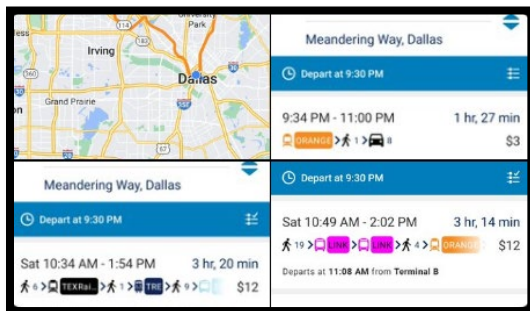 University
Park
Irving
Dallas
Grand Prairie
Meandering Way, Dallas
Depart at 9:30 PM
9:34 PM - 11:00 PM 1 hr, 27 min
ORANGE 1 8 $3
Meandering Way, Dallas
Depart at 9:30 PM
Sat 10:34 AM - 1:54 PM 3 hr, 20 min
6 TEXRai... 1 TRE 9 $12
Depart at 9:30 PM
Sat 10:49 AM - 2:02 PM 3 hr, 14 min
19 LINK LINK 4 ORANGE $12
Departs at 11:08 AM from Terminal B